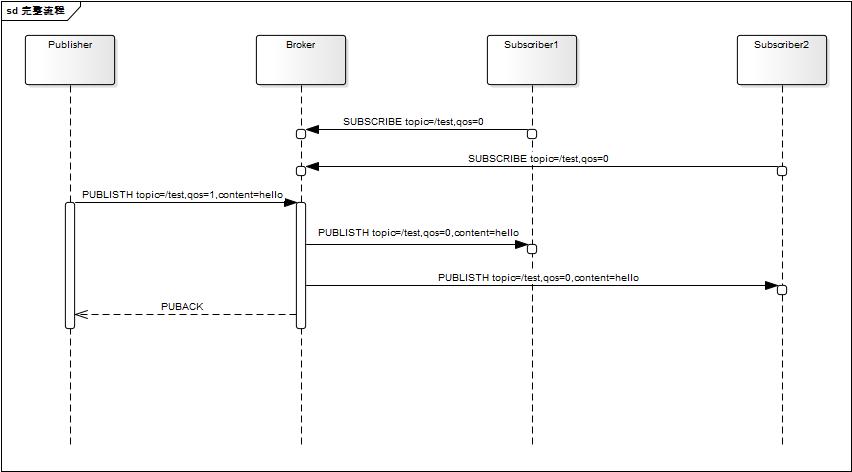 sd 完整流程
Publisher
Broker
Subscriber1
Subscriber2
SUBSCRIBE topic=/test,qos=0
SUBSCRIBE topic=/test,qos=0
PUBLISTH topic=/test,qos=1,content=hello
PUBLISTH topic=/test,qos=0,content=hello
PUBLISTH topic=/test,qos=0,content=hello
PUBACK